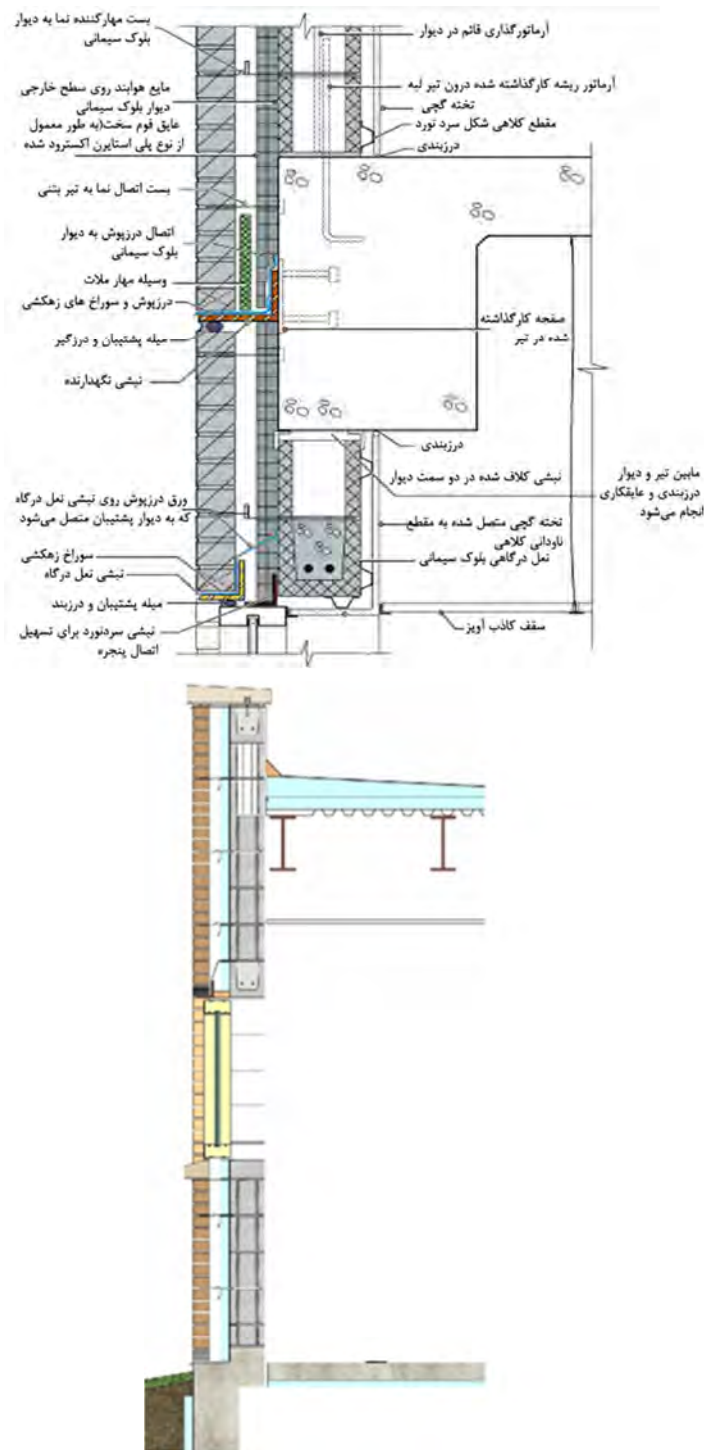 بست مهارکننده نما به دیوار
بلوک سیمانی
مایع هوابند روی سطح خارجی
دیوار بلوک سیمانی
عایق فوم سخت(به طور معمول
از نوع پلی استایرن اکسترود شده
بست اتصال نما به تیر بتنی
اتصال درزپوش به دیوار
بلوک سیمانی
وسیله مهار ملات
درزپوش و سوراخ های زهکشی
میله پشتیبان و درزگیر
نبشی نگهدارنده
ورق درزپوش روی نبشی نعل درگاه
که به دیوار پشتیبان متصل می‌شود
سوراخ زهکشی
نبشی نعل درگاه
میله پشتیبان و درزبند
نبشی سردنورد برای تسهیل
اتصال پنجره
آرماتورگذاری قائم در دیوار
آرماتور ریشه کارگذاشته شده درون تیر لبه
تخته گچی
مقطع کلاهی شکل سرد نورد
درزبندی
صفحه کارگذاشته
شده در تیر
درزبندی
نبشی کلاف شده در دو سمت دیوار
مابین تیر و دیوار
درزبندی و عایقکاری
انجام می‌شود
تخته گچی متصل شده به مقطع
ناودانی کلاهی
نعل درگاهی بلوک سیمانی
سقف کاذب آویز